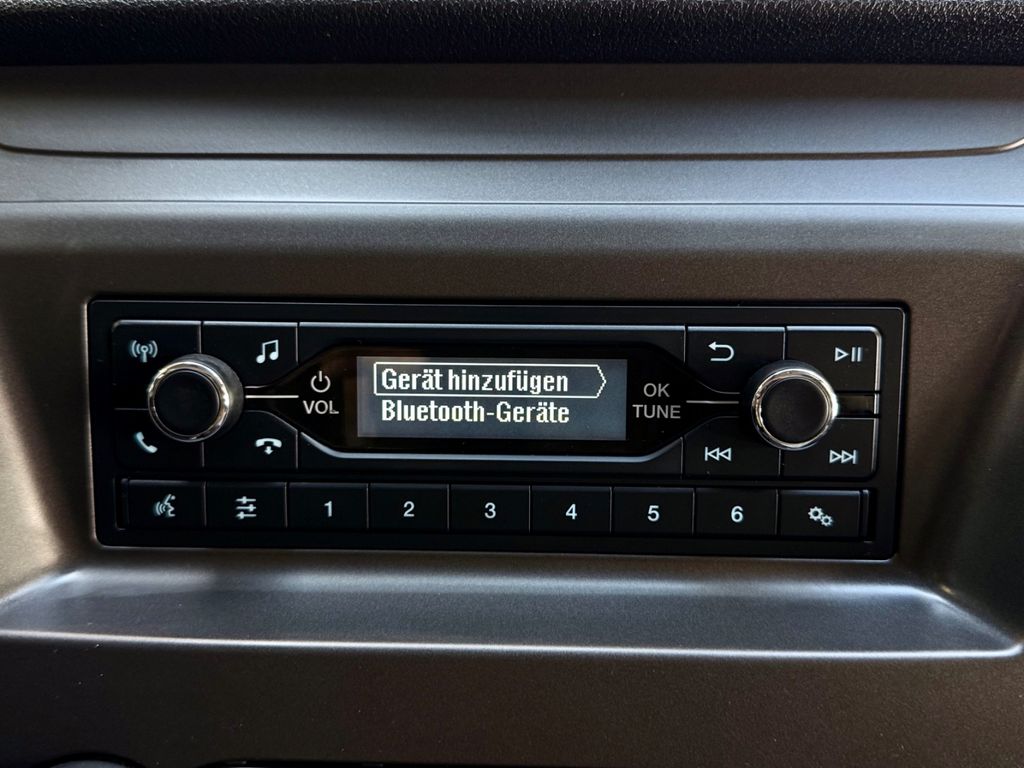 Gerät hinzufügen
Bluetooth-Geräte
VOL
OK
TUNE
1 2 3 4 5 6